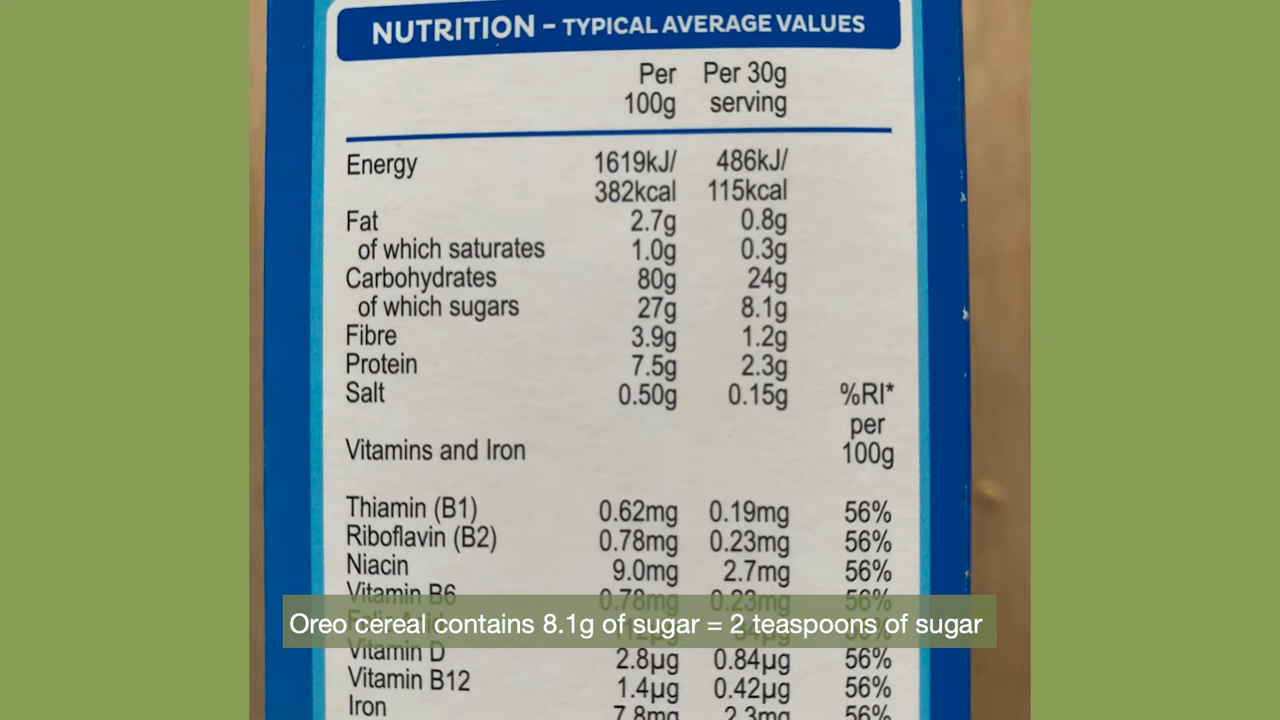 NUTRITION – TYPICAL AVERAGE VALUES
Per 100g Per 30g serving
Energy 1619kJ/ 486kJ/
382kcal 115kcal
Fat 2.7g 0.8g
of which saturates 1.0g 0.3g
Carbohydrates 80g 24g
of which sugars 27g 8.1g
Fibre 3.9g 1.2g
Protein 7.5g 2.3g
Salt 0.50g 0.15g %RI*
per
Vitamins and Iron 100g
Thiamin (B1) 0.62mg 0.19mg 56%
Riboflavin (B2) 0.78mg 0.23mg 56%
Niacin 9.0mg 2.7mg 56%
Vitamin B6 0.78mg 0.23mg 56%
Oreo cereal contains 8.1g of sugar = 2 teaspoons of sugar
Vitamin D 2.8µg 0.84µg 56%
Vitamin B12 1.4µg 0.42µg 56%
Iron 7.8mg 2.3mg 56%